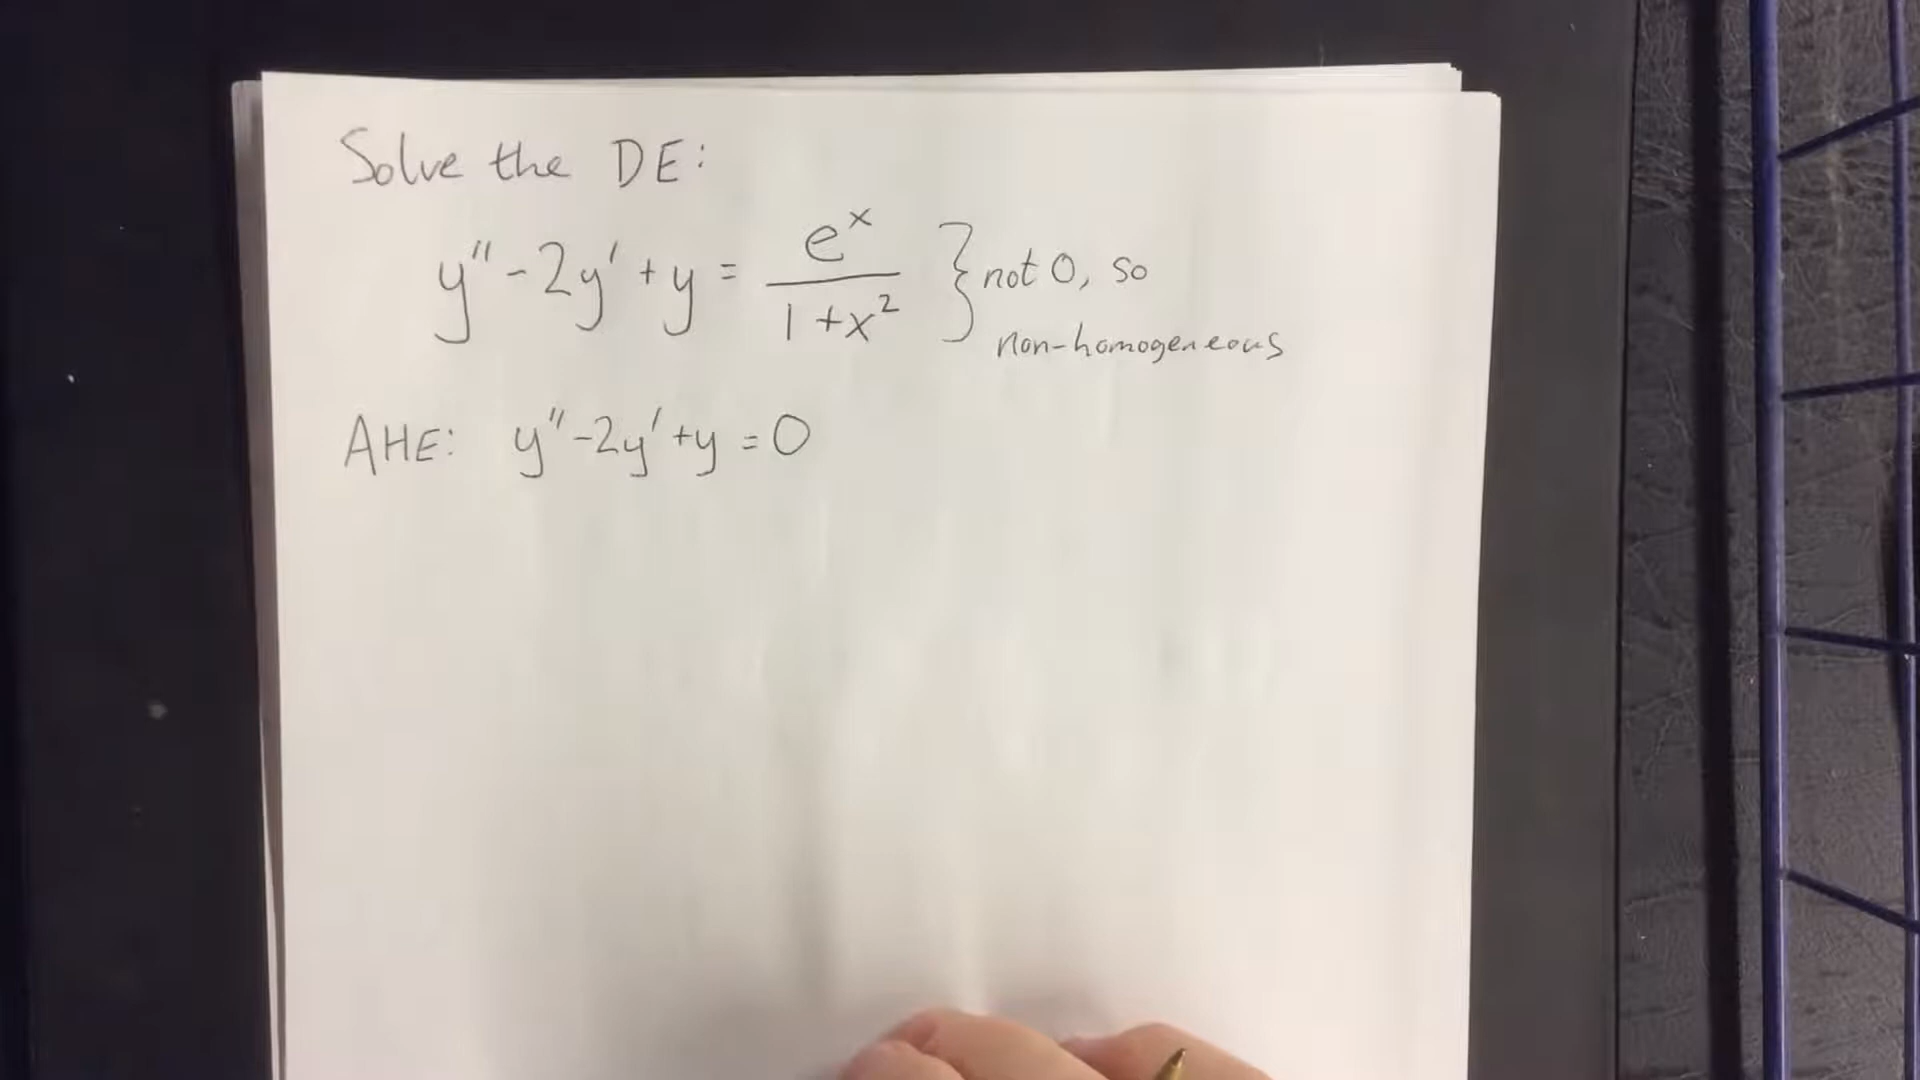 Solve the DE:
y'' - 2y' + y = e^x / (1 + x^2) } not 0, so
non-homogeneous
AHE: y'' - 2y' + y = 0